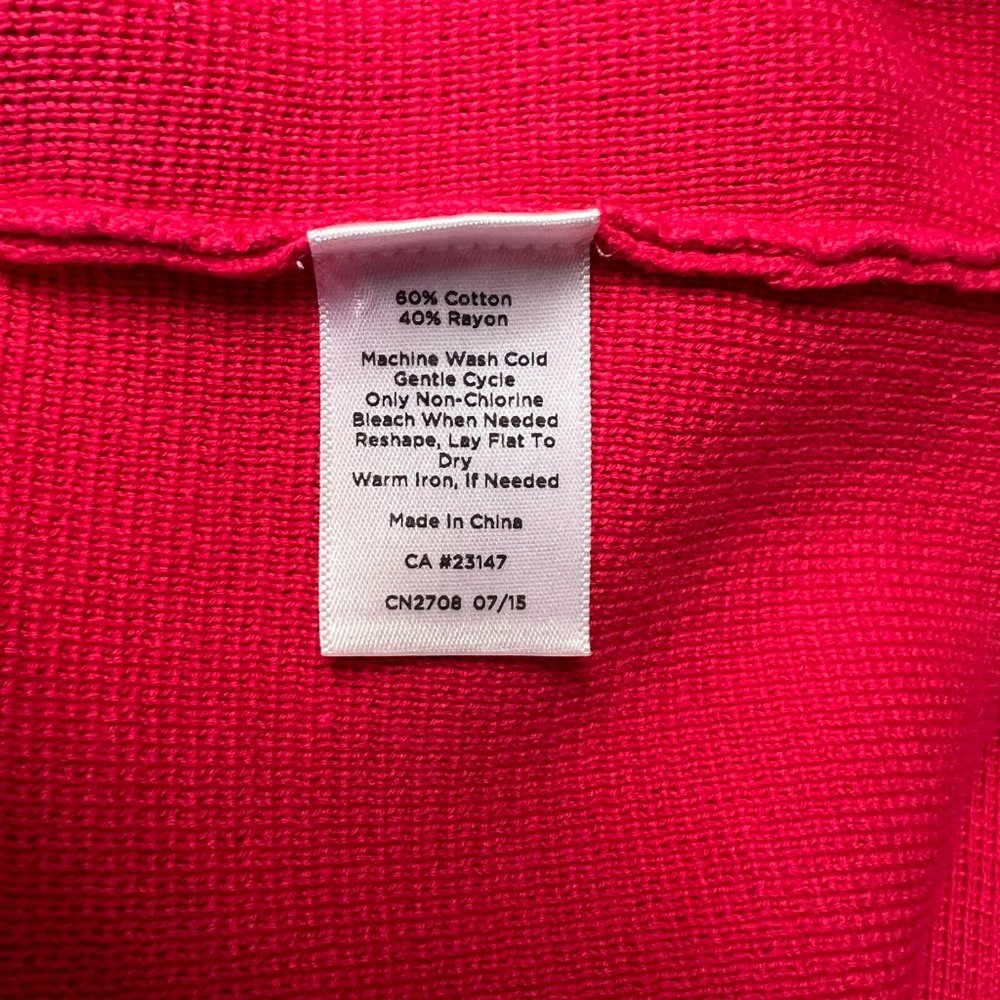 60% Cotton
40% Rayon
Machine Wash Cold
Gentle Cycle
Only Non-Chlorine
Bleach When Needed
Reshape, Lay Flat To
Dry
Warm Iron, If Needed
Made In China
CA #23147
CN2708 07/15